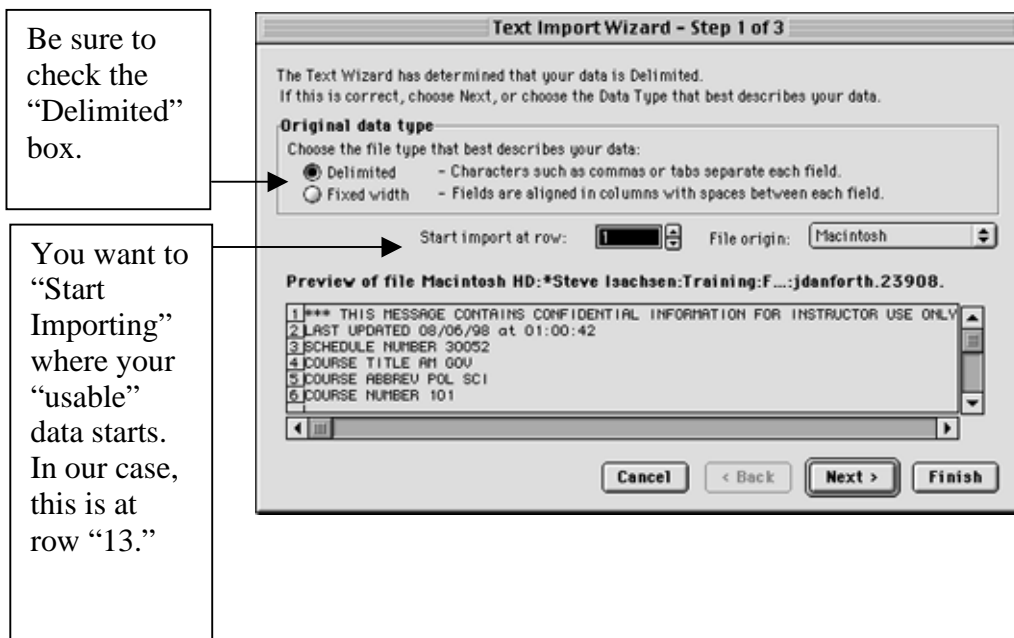 Be sure to
check the
“Delimited”
box.
You want to
“Start
Importing”
where your
“usable”
data starts.
In our case,
this is at
row “13.”
Text Import Wizard – Step 1 of 3
The Text Wizard has determined that your data is Delimited.
If this is correct, choose Next, or choose the Data Type that best describes your data.
Original data type
Choose the file type that best describes your data:
Delimited – Characters such as commas or tabs separate each field.
Fixed width – Fields are aligned in columns with spaces between each field.
Start import at row: 1 File origin: Macintosh
Preview of file Macintosh HD:*Steve Isachsen:Training:F...:jdanforth.23908.
1 *** THIS MESSAGE CONTAINS CONFIDENTIAL INFORMATION FOR INSTRUCTOR USE ONLY
2 LAST UPDATED 08/06/98 at 01:00:42
3 SCHEDULE NUMBER 30052
4 COURSE TITLE AM GOV
5 COURSE ABBREV POL SCI
6 COURSE NUMBER 101
Cancel < Back Next > Finish